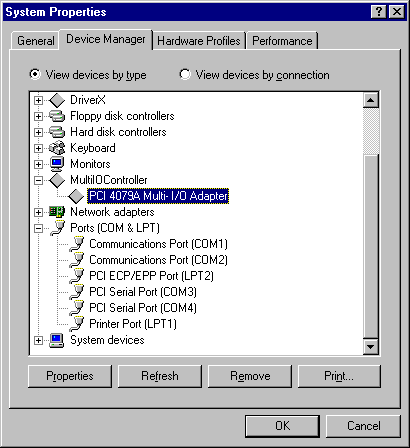 System Properties
General
Device Manager
Hardware Profiles
Performance
View devices by type
View devices by connection
DriverX
Floppy disk controllers
Hard disk controllers
Keyboard
Monitors
MultiIOController
PCI 4079A Multi- I/O Adapter
Network adapters
Ports (COM & LPT)
Communications Port (COM1)
Communications Port (COM2)
PCI ECP/EPP Port (LPT2)
PCI Serial Port (COM3)
PCI Serial Port (COM4)
Printer Port (LPT1)
System devices
Properties
Refresh
Remove
Print...
OK
Cancel